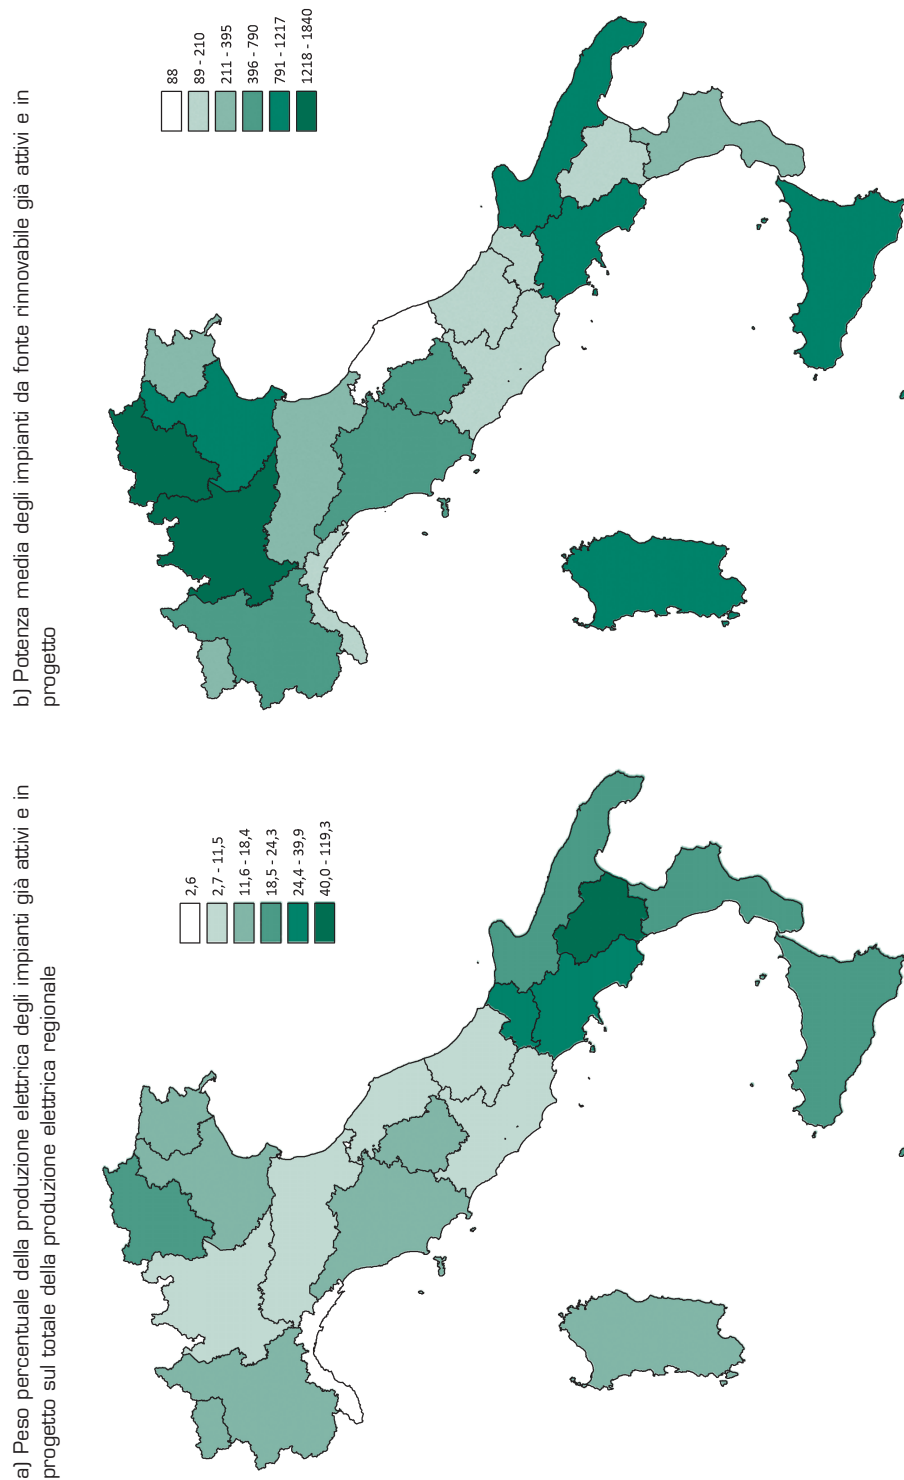 a) Peso percentuale della produzione elettrica degli impianti già attivi e in
progetto sul totale della produzione elettrica regionale
2,6
2,7 - 11,5
11,6 - 18,4
18,5 - 24,3
24,4 - 39,9
40,0 - 119,3
b) Potenza media degli impianti da fonte rinnovabile già attivi e in
progetto
88
89 - 210
211 - 395
396 - 790
791 - 1217
1218 - 1840